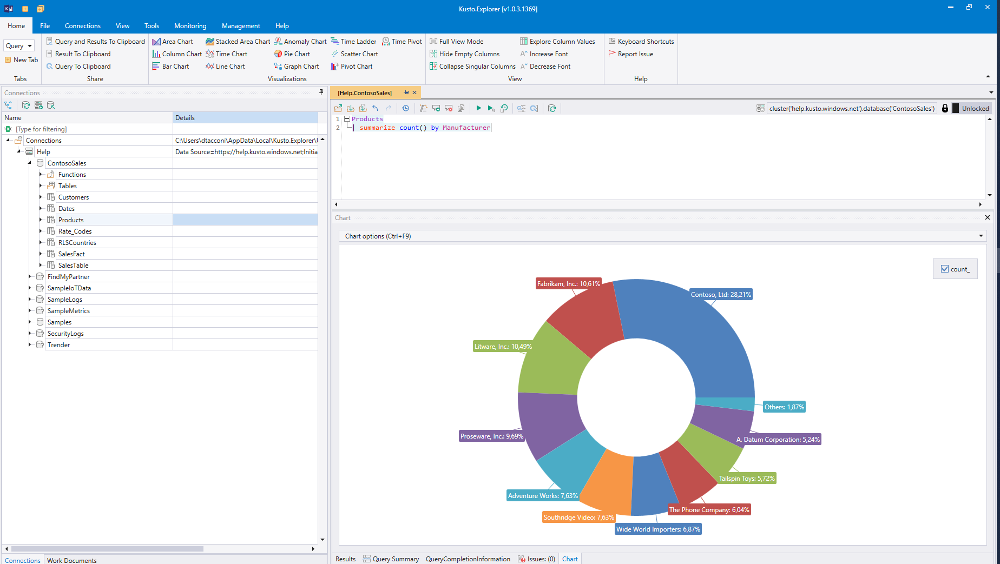 Kusto.Explorer [v1.0.3.1369]
Home File Connections View Tools Monitoring Management Help
Query
New Tab
Tabs
Query and Results To Clipboard
Result To Clipboard
Query To Clipboard
Share
Area Chart Stacked Area Chart Anomaly Chart Time Ladder Time Pivot
Column Chart Time Chart Pie Chart Scatter Chart
Bar Chart Line Chart Graph Chart Pivot Chart
Visualizations
Full View Mode Explore Column Values
Hide Empty Columns Increase Font
Collapse Singular Columns Decrease Font
View
Keyboard Shortcuts
Report Issue
Help
Connections
Name Details
[Type for filtering]
Connections C:\Users\dtacconi\AppData\Local\Kusto.Explorer\
Help Data Source=https://help.kusto.windows.net;Initia
ContosoSales
Functions
Tables
Customers
Dates
Products
Rate_Codes
RLSCountries
SalesFact
SalesTable
FindMyPartner
SampleIoTData
SampleLogs
SampleMetrics
Samples
SecurityLogs
Trender
Connections Work Documents
[Help.ContosoSales]
cluster('help.kusto.windows.net').database('ContosoSales') Unlocked
1 Products
2 | summarize count() by Manufacturer
Chart
Chart options (Ctrl+F9)
count_
Fabrikam, Inc.: 10,61%
Contoso, Ltd: 28,21%
Litware, Inc.: 10,49%
Others: 1,87%
Proseware, Inc.: 9,69%
A. Datum Corporation: 5,24%
Tailspin Toys: 5,72%
Adventure Works: 7,63%
The Phone Company: 6,04%
Southridge Video: 7,63%
Wide World Importers: 6,87%
Results Query Summary QueryCompletionInformation Issues: (0) Chart